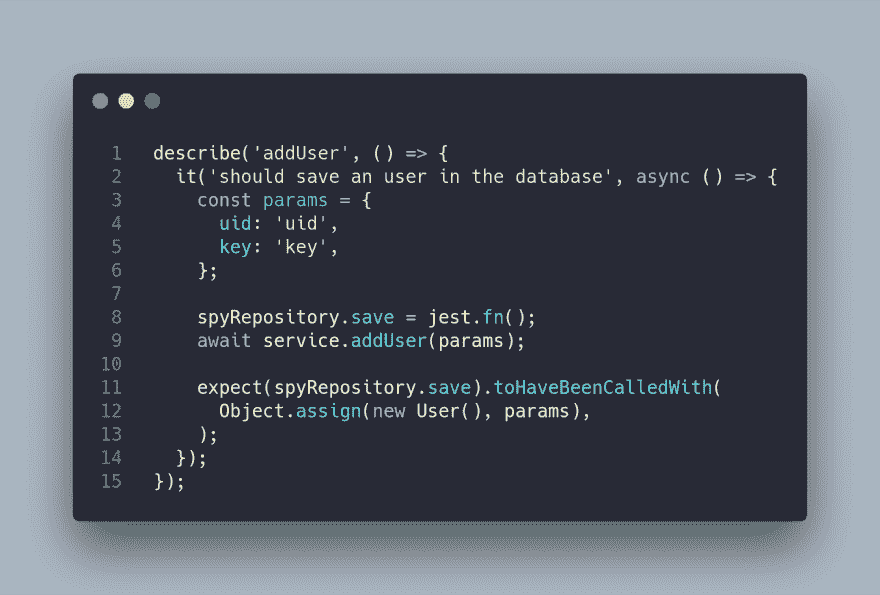 1 describe('addUser', () => {
2   it('should save an user in the database', async () => {
3     const params = {
4       uid: 'uid',
5       key: 'key',
6     };
7
8     spyRepository.save = jest.fn();
9     await service.addUser(params);
10
11     expect(spyRepository.save).toHaveBeenCalledWith(
12       Object.assign(new User(), params),
13     );
14   });
15 });